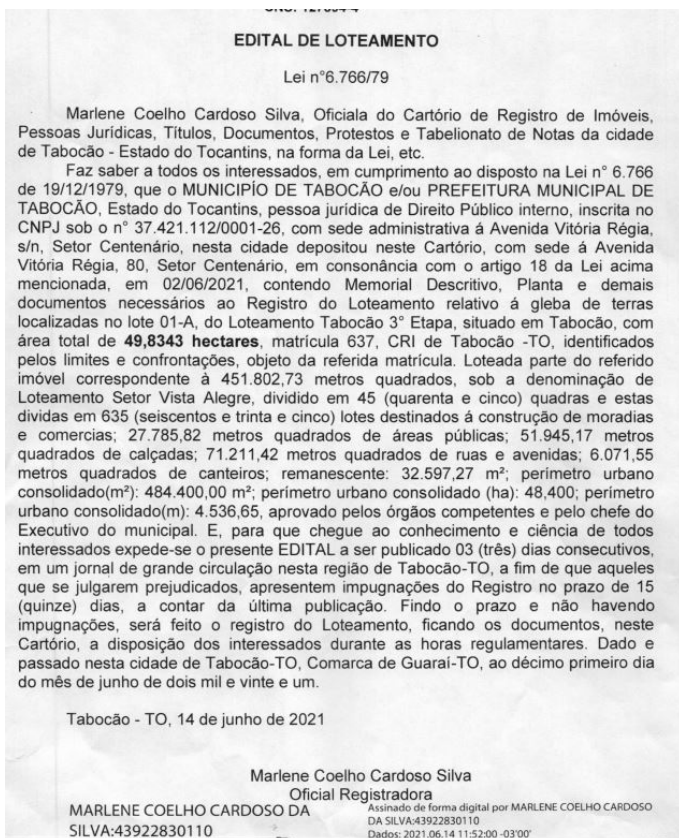 EDITAL DE LOTEAMENTO
Lei n°6.766/79
Marlene Coelho Cardoso Silva, Oficiala do Cartório de Registro de Imóveis,
Pessoas Jurídicas, Títulos, Documentos, Protestos e Tabelionato de Notas da cidade
de Tabocão - Estado do Tocantins, na forma da Lei, etc.
Faz saber a todos os interessados, em cumprimento ao disposto na Lei n° 6.766
de 19/12/1979, que o MUNICIPÍO DE TABOCÃO e/ou PREFEITURA MUNICIPAL DE
TABOCÃO, Estado do Tocantins, pessoa jurídica de Direito Público interno, inscrita no
CNPJ sob o n° 37.421.112/0001-26, com sede administrativa á Avenida Vitória Régia,
s/n, Setor Centenário, nesta cidade depositou neste Cartório, com sede á Avenida
Vitória Régia, 80, Setor Centenário, em consonância com o artigo 18 da Lei acima
mencionada, em 02/06/2021, contendo Memorial Descritivo, Planta e demais
documentos necessários ao Registro do Loteamento relativo á gleba de terras
localizadas no lote 01-A, do Loteamento Tabocão 3° Etapa, situado em Tabocão, com
área total de 49,8343 hectares, matrícula 637, CRI de Tabocão -TO, identificados
pelos limites e confrontações, objeto da referida matrícula. Loteada parte do referido
imóvel correspondente à 451.802,73 metros quadrados, sob a denominação de
Loteamento Setor Vista Alegre, dividido em 45 (quarenta e cinco) quadras e estas
dividas em 635 (seiscentos e trinta e cinco) lotes destinados á construção de moradias
e comercias; 27.785,82 metros quadrados de áreas públicas; 51.945,17 metros
quadrados de calçadas; 71.211,42 metros quadrados de ruas e avenidas; 6.071,55
metros quadrados de canteiros; remanescente: 32.597,27 m²; perímetro urbano
consolidado(m²): 484.400,00 m²; perímetro urbano consolidado (ha): 48,400; perímetro
urbano consolidado(m): 4.536,65, aprovado pelos órgãos competentes e pelo chefe do
Executivo do municipal. E, para que chegue ao conhecimento e ciência de todos
interessados expede-se o presente EDITAL a ser publicado 03 (três) dias consecutivos,
em um jornal de grande circulação nesta região de Tabocão-TO, a fim de que aqueles
que se julgarem prejudicados, apresentem impugnações do Registro no prazo de 15
(quinze) dias, a contar da última publicação. Findo o prazo e não havendo
impugnações, será feito o registro do Loteamento, ficando os documentos, neste
Cartório, a disposição dos interessados durante as horas regulamentares. Dado e
passado nesta cidade de Tabocão-TO, Comarca de Guaraí-TO, ao décimo primeiro dia
do mês de junho de dois mil e vinte e um.
Tabocão - TO, 14 de junho de 2021
Marlene Coelho Cardoso Silva
Oficial Registradora
MARLENE COELHO CARDOSO DA
SILVA:43922830110
Assinado de forma digital por MARLENE COELHO CARDOSO
DA SILVA:43922830110
Dados: 2021.06.14 11:52:00 -03'00'